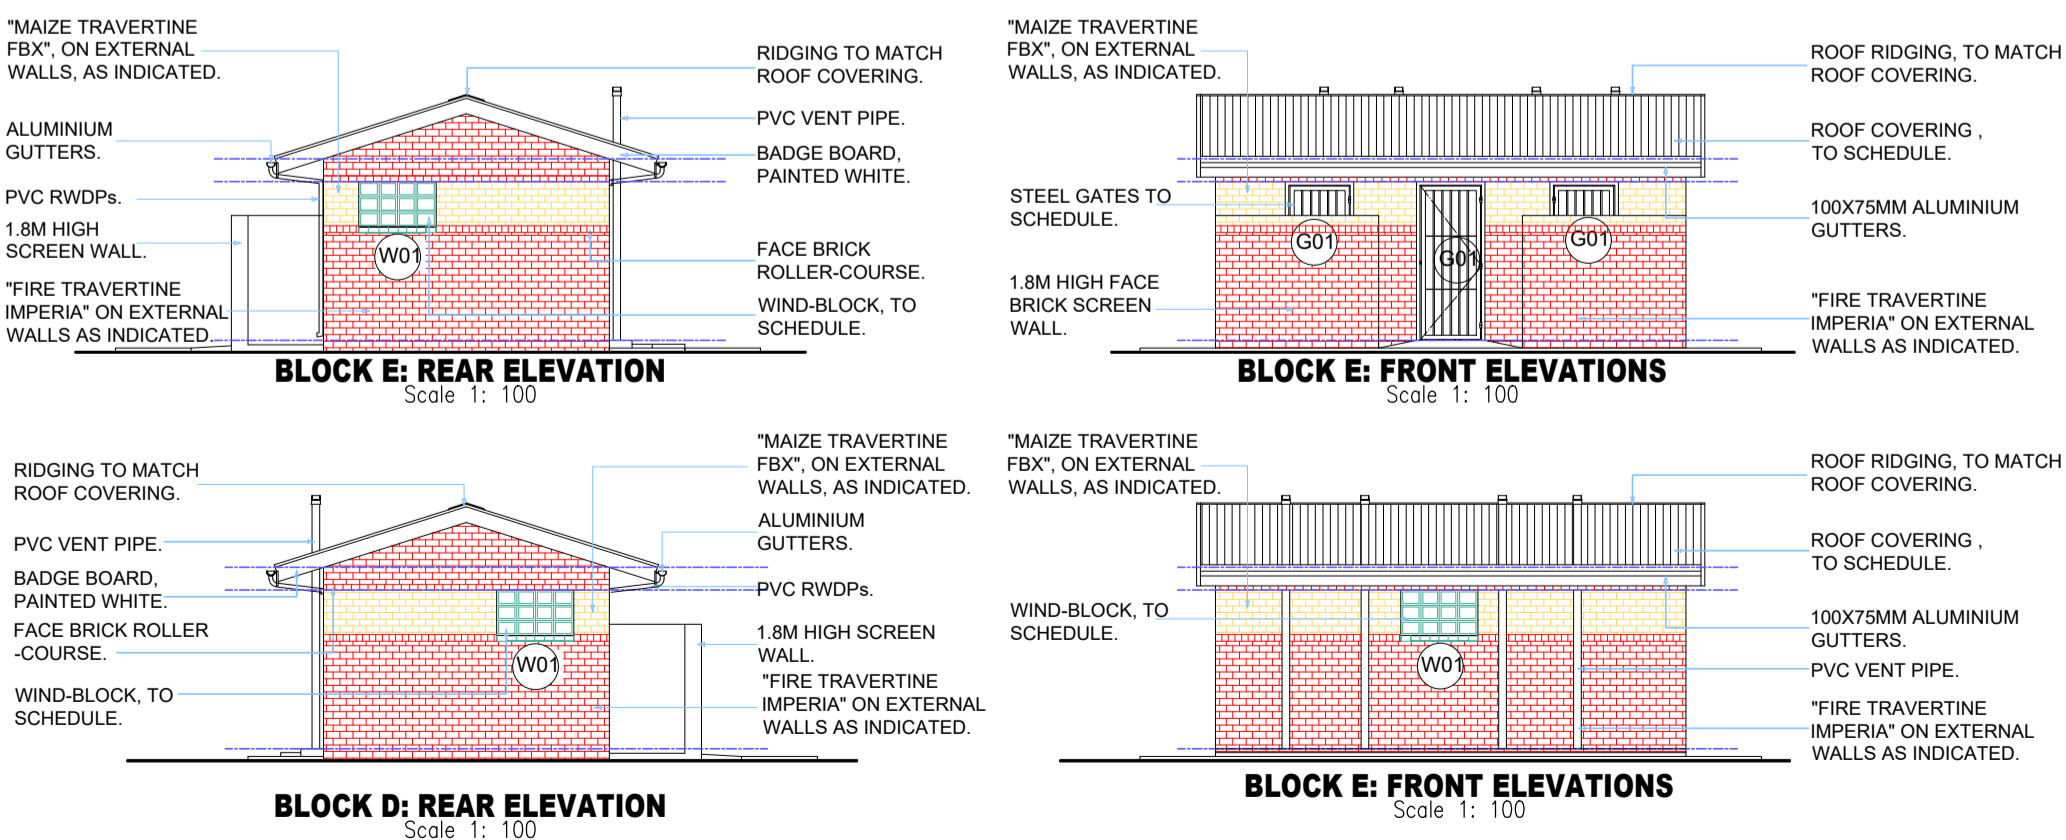 "MAIZE TRAVERTINE
FBX", ON EXTERNAL
WALLS, AS INDICATED.
ALUMINIUM
GUTTERS.
PVC RWDPs.
1.8M HIGH
SCREEN WALL.
"FIRE TRAVERTINE
IMPERIA" ON EXTERNAL
WALLS AS INDICATED.
W01
RIDGING TO MATCH
ROOF COVERING.
PVC VENT PIPE.
BADGE BOARD,
PAINTED WHITE.
FACE BRICK
ROLLER-COURSE.
WIND-BLOCK, TO
SCHEDULE.
BLOCK E: REAR ELEVATION
Scale 1: 100
"MAIZE TRAVERTINE
FBX", ON EXTERNAL
WALLS, AS INDICATED.
STEEL GATES TO
SCHEDULE.
1.8M HIGH FACE
BRICK SCREEN
WALL.
G01
G01
G01
ROOF RIDGING, TO MATCH
ROOF COVERING.
ROOF COVERING ,
TO SCHEDULE.
100X75MM ALUMINIUM
GUTTERS.
"FIRE TRAVERTINE
IMPERIA" ON EXTERNAL
WALLS AS INDICATED.
BLOCK E: FRONT ELEVATIONS
Scale 1: 100
RIDGING TO MATCH
ROOF COVERING.
PVC VENT PIPE.
BADGE BOARD,
PAINTED WHITE.
FACE BRICK ROLLER
-COURSE.
WIND-BLOCK, TO
SCHEDULE.
W01
"MAIZE TRAVERTINE
FBX", ON EXTERNAL
WALLS, AS INDICATED.
ALUMINIUM
GUTTERS.
PVC RWDPs.
1.8M HIGH SCREEN
WALL.
"FIRE TRAVERTINE
IMPERIA" ON EXTERNAL
WALLS AS INDICATED.
BLOCK D: REAR ELEVATION
Scale 1: 100
"MAIZE TRAVERTINE
FBX", ON EXTERNAL
WALLS, AS INDICATED.
WIND-BLOCK, TO
SCHEDULE.
W01
ROOF RIDGING, TO MATCH
ROOF COVERING.
ROOF COVERING ,
TO SCHEDULE.
100X75MM ALUMINIUM
GUTTERS.
PVC VENT PIPE.
"FIRE TRAVERTINE
IMPERIA" ON EXTERNAL
WALLS AS INDICATED.
BLOCK E: FRONT ELEVATIONS
Scale 1: 100